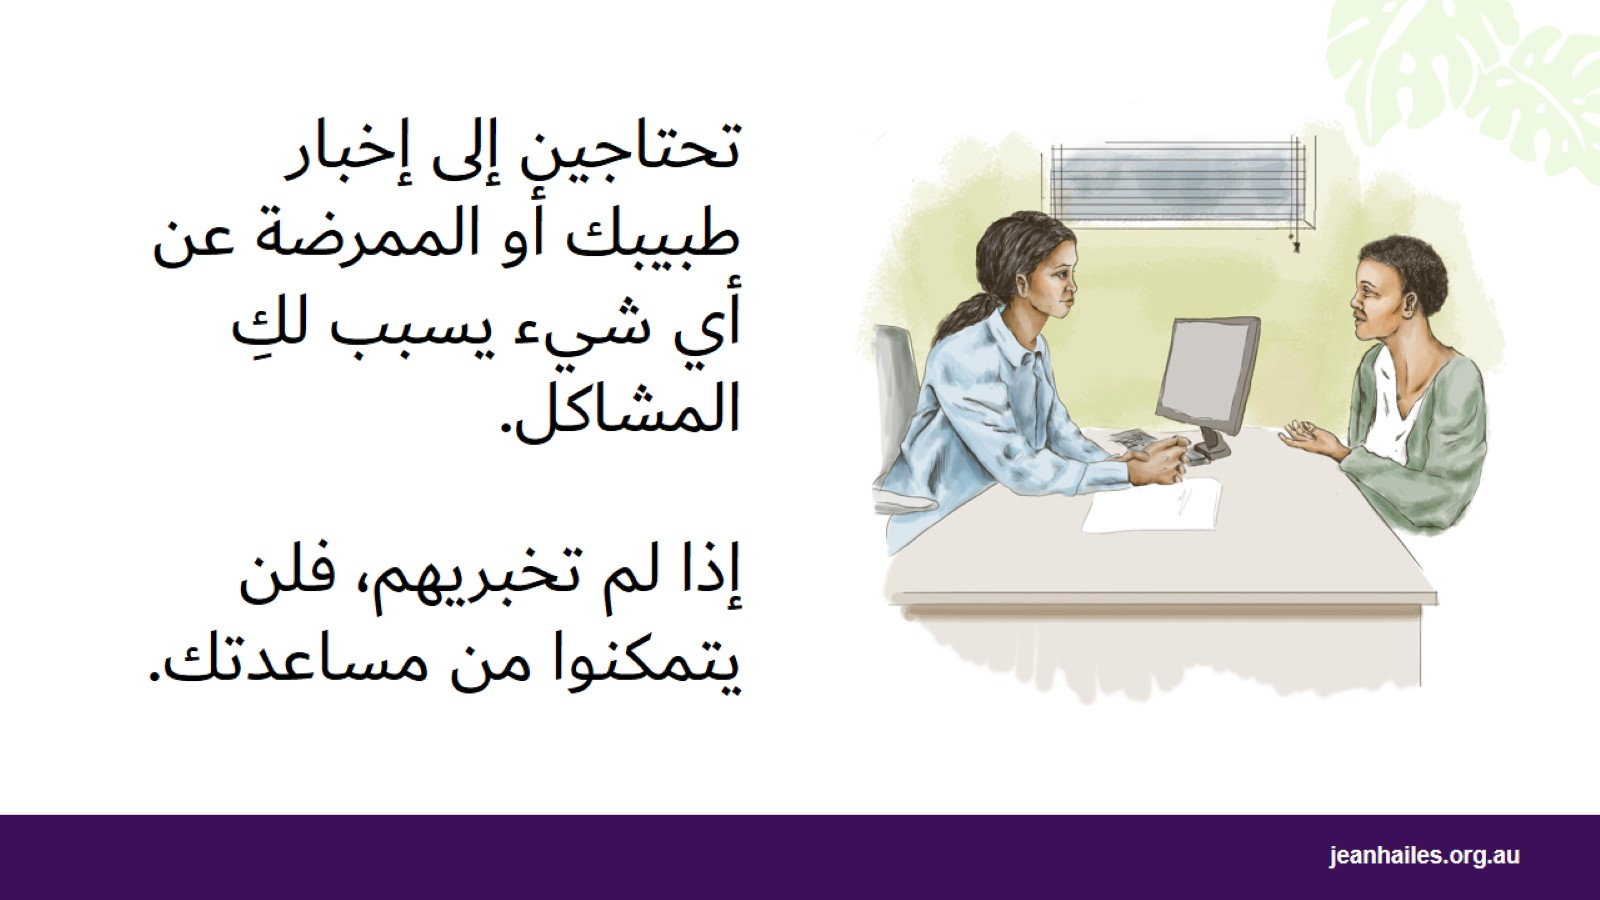 تحتاجين إلى إخبار
طبيبك أو الممرضة عن
أي شيء يسبب لكِ
المشاكل.
إذا لم تخبريهم، فلن
يتمكنوا من مساعدتك.
jeanhailes.org.au